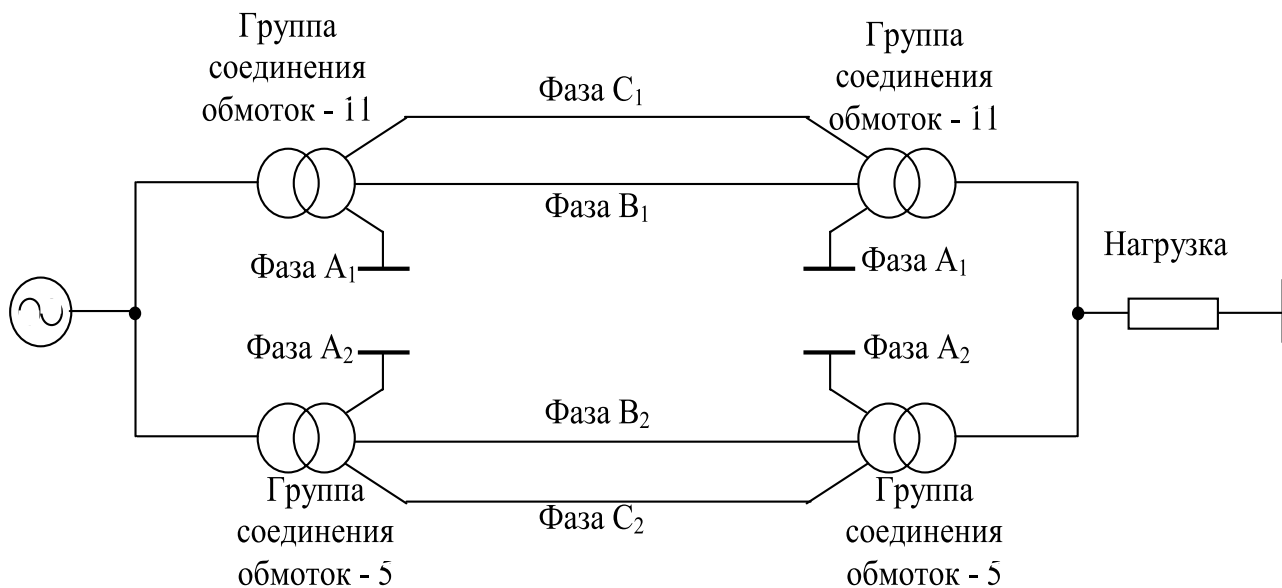 Группа
соединения
обмоток - 11
Группа
соединения
обмоток - 11
Фаза C₁
Фаза B₁
Фаза A₁
Фаза A₁
Нагрузка
Фаза A₂
Фаза A₂
Фаза B₂
Фаза C₂
Группа
соединения
обмоток - 5
Группа
соединения
обмоток - 5